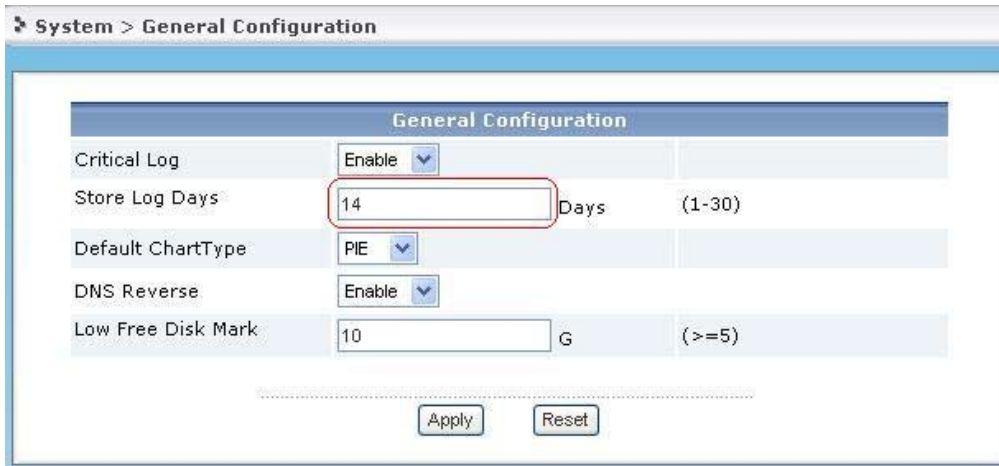 System > General Configuration
General Configuration
Critical Log Enable
Store Log Days 14 Days (1-30)
Default ChartType PIE
DNS Reverse Enable
Low Free Disk Mark 10 G (>=5)
Apply Reset